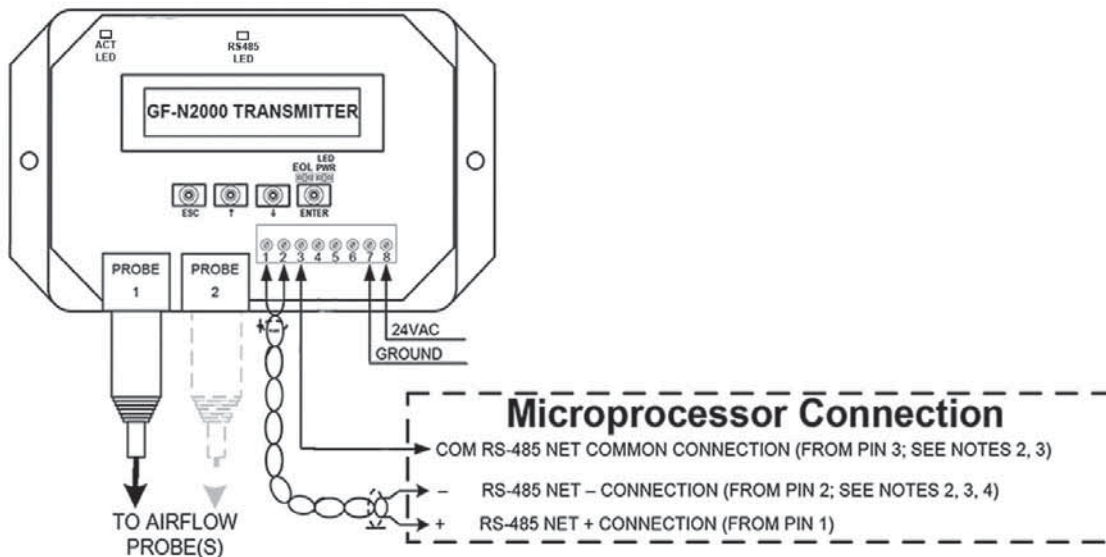 ACT
LED
RS485
LED
GF-N2000 TRANSMITTER
LED
EOL PWR
ESC ↑ ↓ ENTER
1 2 3 4 5 6 7 8
PROBE
1
PROBE
2
24VAC
GROUND
Microprocessor Connection
COM RS-485 NET COMMON CONNECTION (FROM PIN 3; SEE NOTES 2, 3)
– RS-485 NET – CONNECTION (FROM PIN 2; SEE NOTES 2, 3, 4)
+ RS-485 NET + CONNECTION (FROM PIN 1)
TO AIRFLOW
PROBE(S)